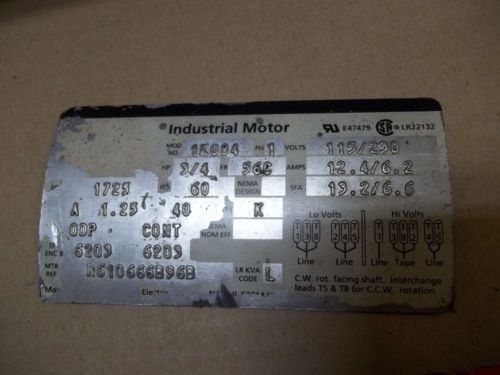 ® Industrial Motor E47479 ® LR22132
MOD NO 1K084 PH 1 VOLTS 115/230
HP 3/4 FR 56C AMPS 12.4/6.2
1725 60 NEMA DESIGN SFA 13.2/6.6
A 1.25 40 K
ODP CONT NOM EFF
6203 6203
MTR REF LR KVA CODE L
Lo Volts Hi Volts
Line Line Line Tape Line
C.W. rot. facing shaft. Interchange
leads T5 & T8 for C.C.W. rotation.